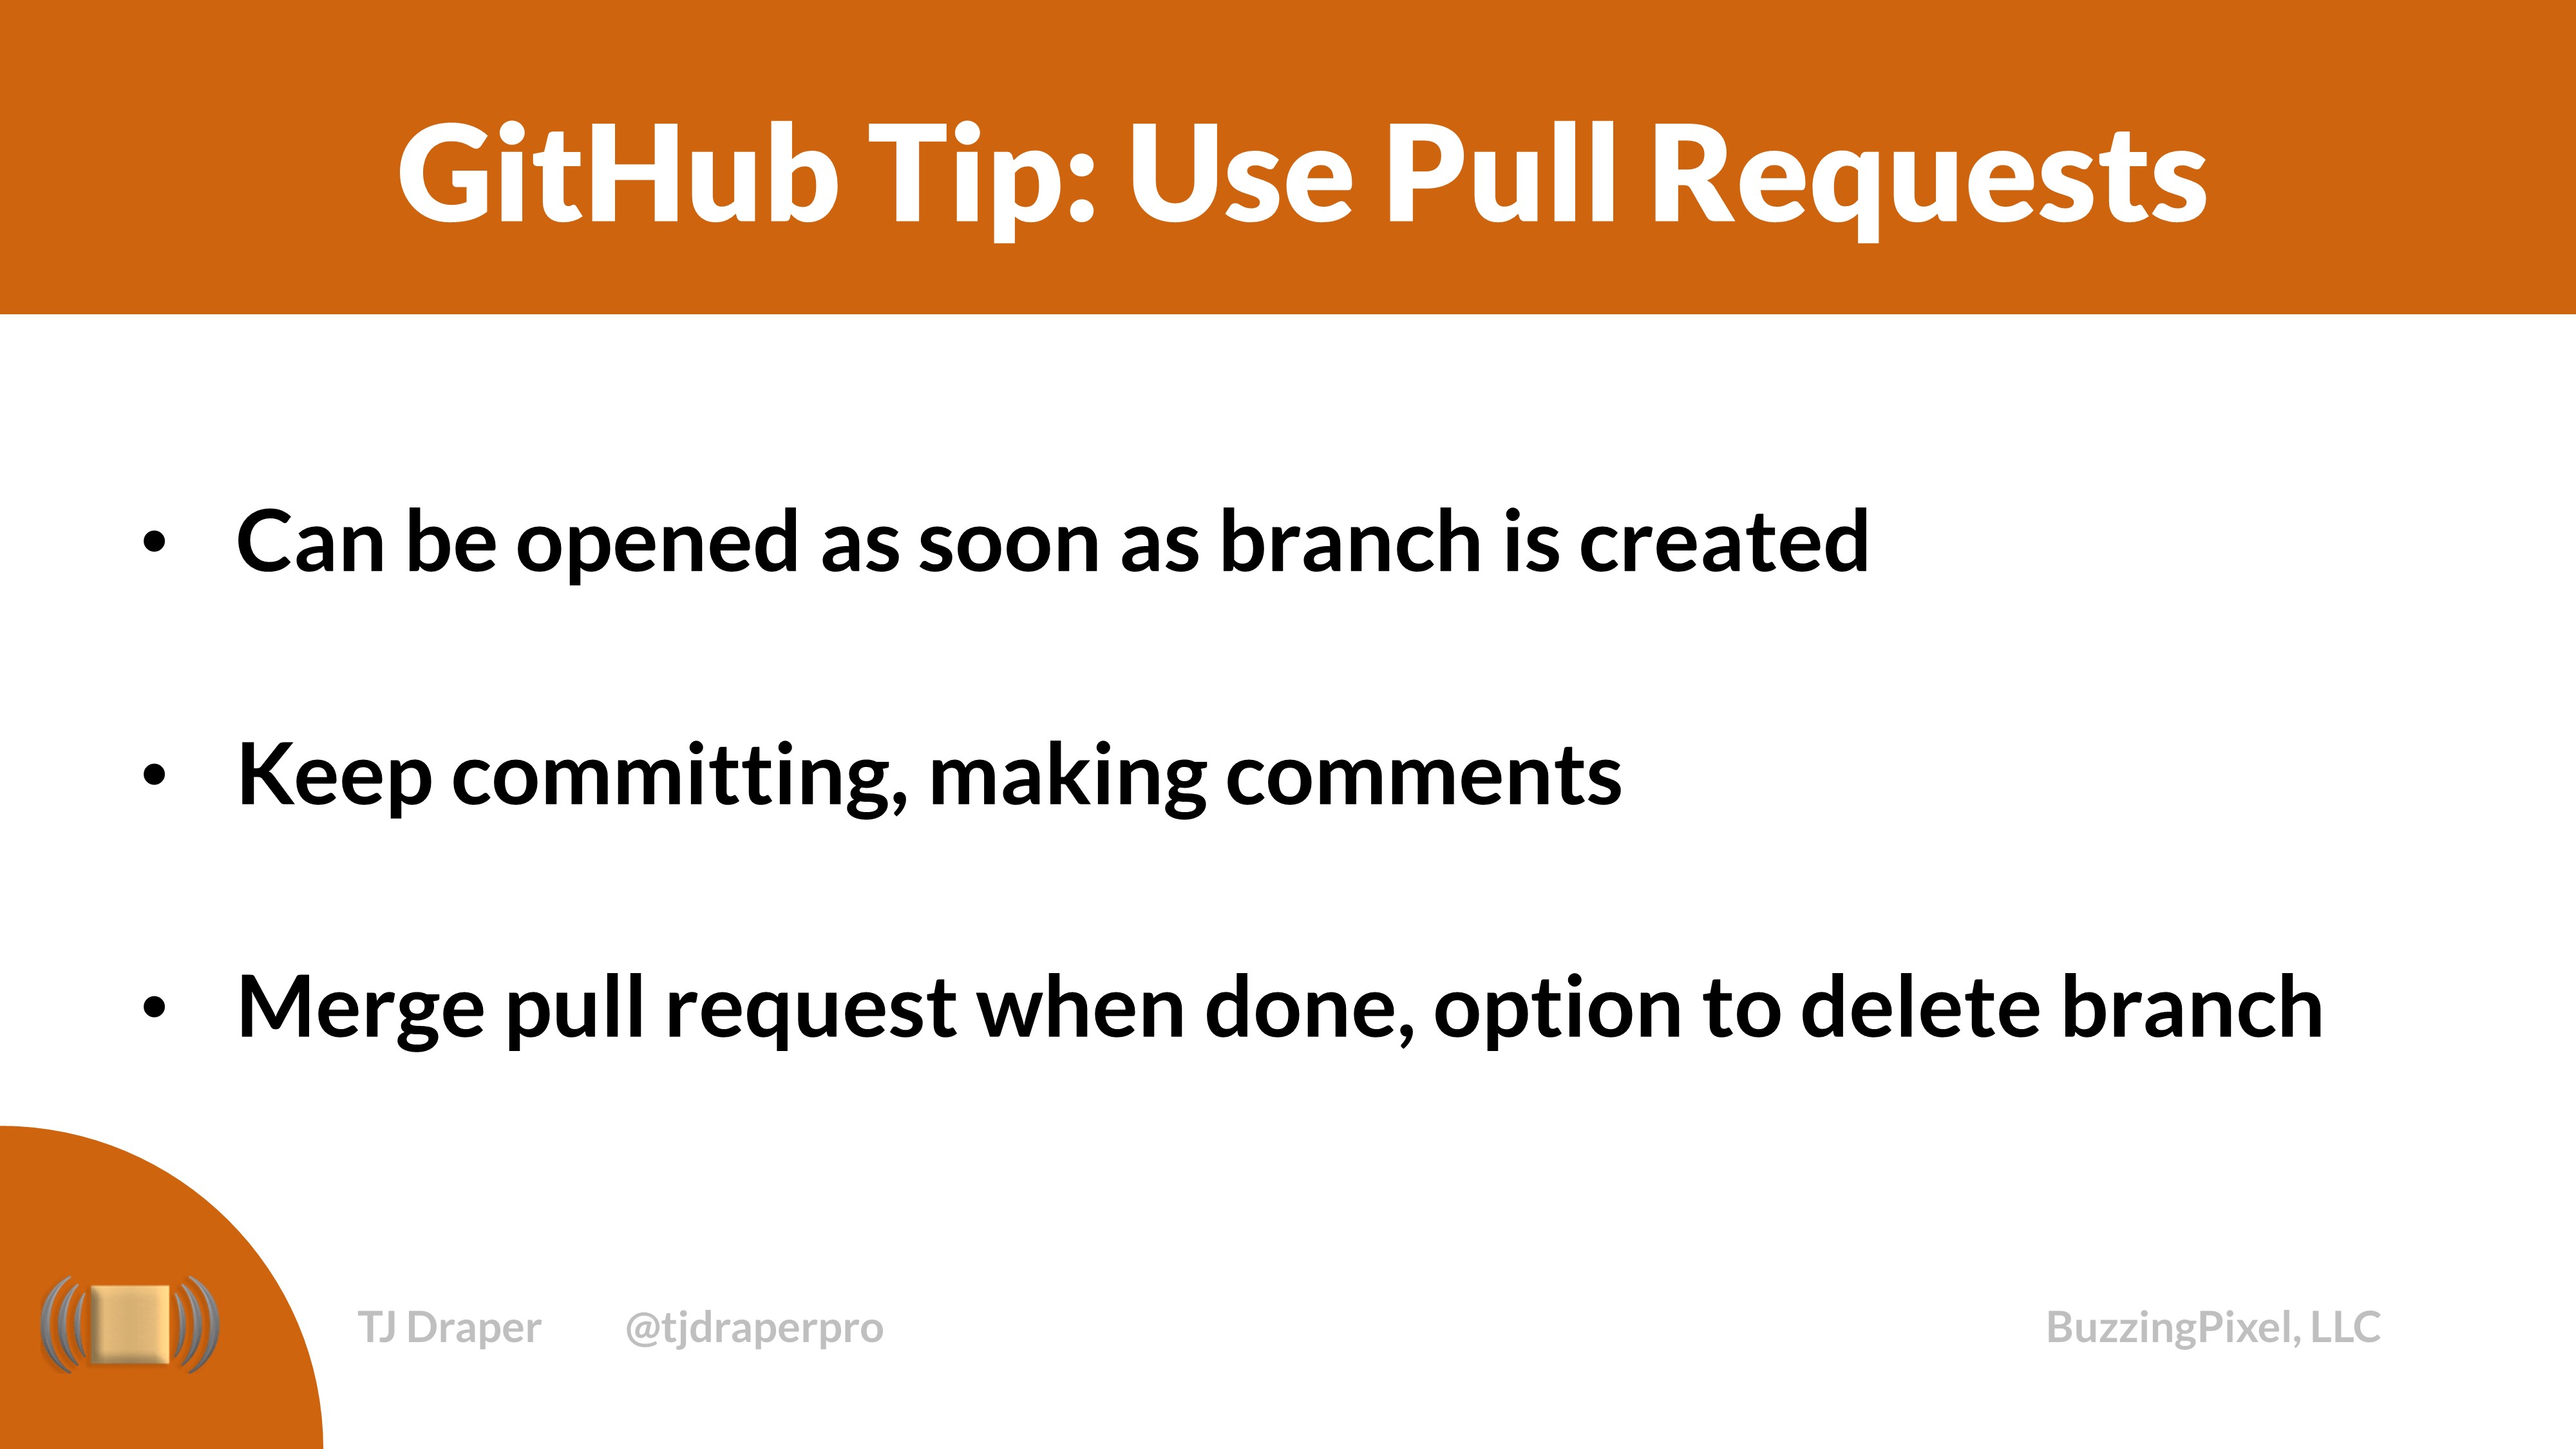 GitHub Tip: Use Pull Requests
• Can be opened as soon as branch is created
• Keep committing, making comments
• Merge pull request when done, option to delete branch
TJ Draper @tjdraperpro BuzzingPixel, LLC